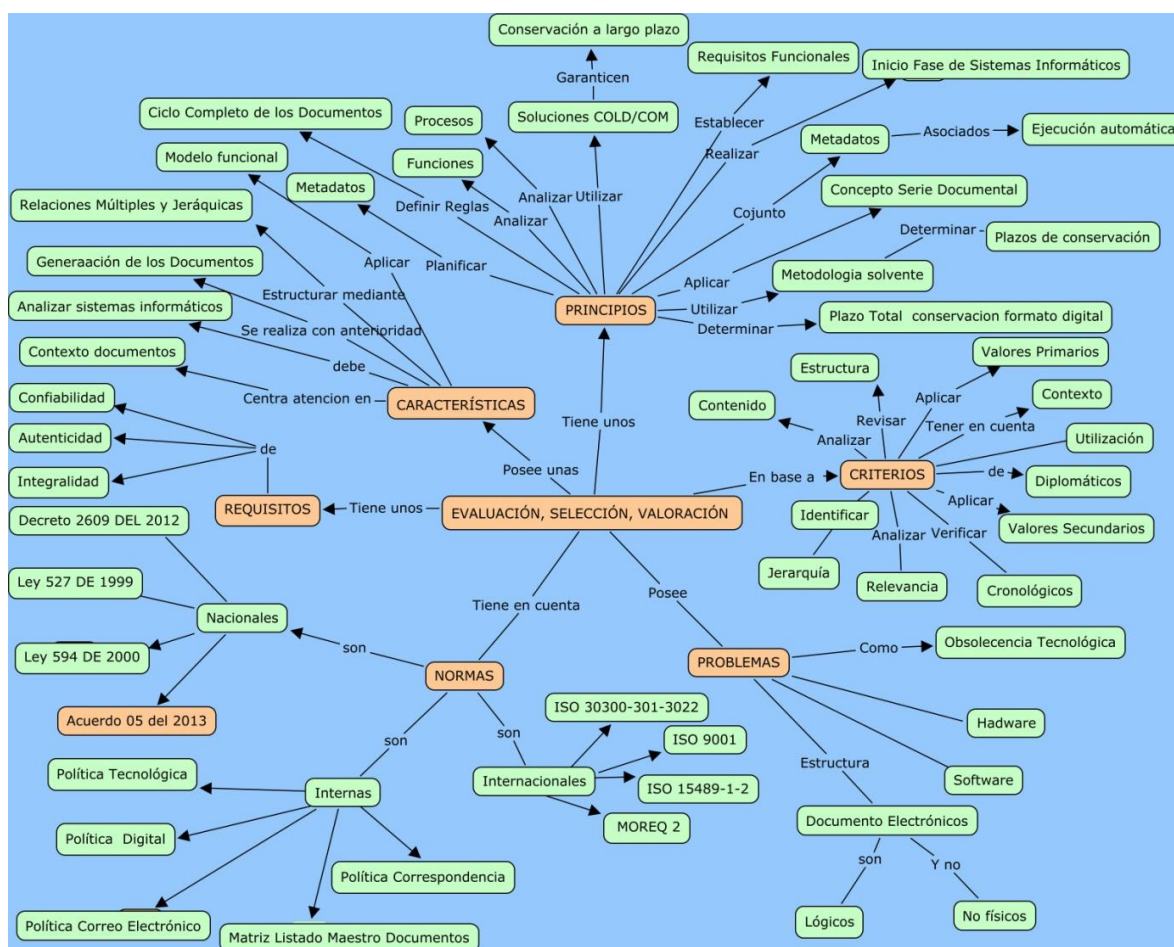 Conservación a largo plazo
Requisitos Funcionales
Inicio Fase de Sistemas Informáticos
Garanticen
Ciclo Completo de los Documentos
Procesos
Soluciones COLD/COM
Establecer
Metadatos
Asociados
Ejecución automática
Modelo funcional
Funciones
Realizar
Metadatos
Analizar
Utilizar
Concepto Serie Documental
Relaciones Múltiples y Jeráquicas
Definir Reglas
Analizar
Cojunto
Determinar
Plazos de conservación
Generaación de los Documentos
Aplicar
Planificar
Aplicar
Metodologia solvente
Analizar sistemas informáticos
Estructurar mediante
PRINCIPIOS
Utilizar
Se realiza con anterioridad
Determinar
Plazo Total conservacion formato digital
Contexto documentos
debe
Valores Primarios
Estructura
Confiabilidad
Centra atencion en
CARACTERÍSTICAS
Aplicar
Contexto
Contenido
Revisar
Tener en cuenta
Autenticidad
de
Tiene unos
Analizar
Utilización
Integralidad
Posee unas
En base a
CRITERIOS
de
Diplomáticos
REQUISITOS
Tiene unos
EVALUACIÓN, SELECCIÓN, VALORACIÓN
Identificar
Aplicar
Valores Secundarios
Decreto 2609 DEL 2012
Analizar
Verificar
Jerarquía
Relevancia
Cronológicos
Ley 527 DE 1999
Posee
Tiene en cuenta
Nacionales
Obsolecencia Tecnológica
Ley 594 DE 2000
son
Como
PROBLEMAS
NORMAS
Acuerdo 05 del 2013
ISO 30300-301-3022
Hadware
son
son
ISO 9001
Política Tecnológica
Estructura
Internas
Internacionales
ISO 15489-1-2
Software
Política Digital
MOREQ 2
Documento Electrónicos
son
Y no
Política Correspondencia
Política Correo Electrónico
Matriz Listado Maestro Documentos
Lógicos
No físicos